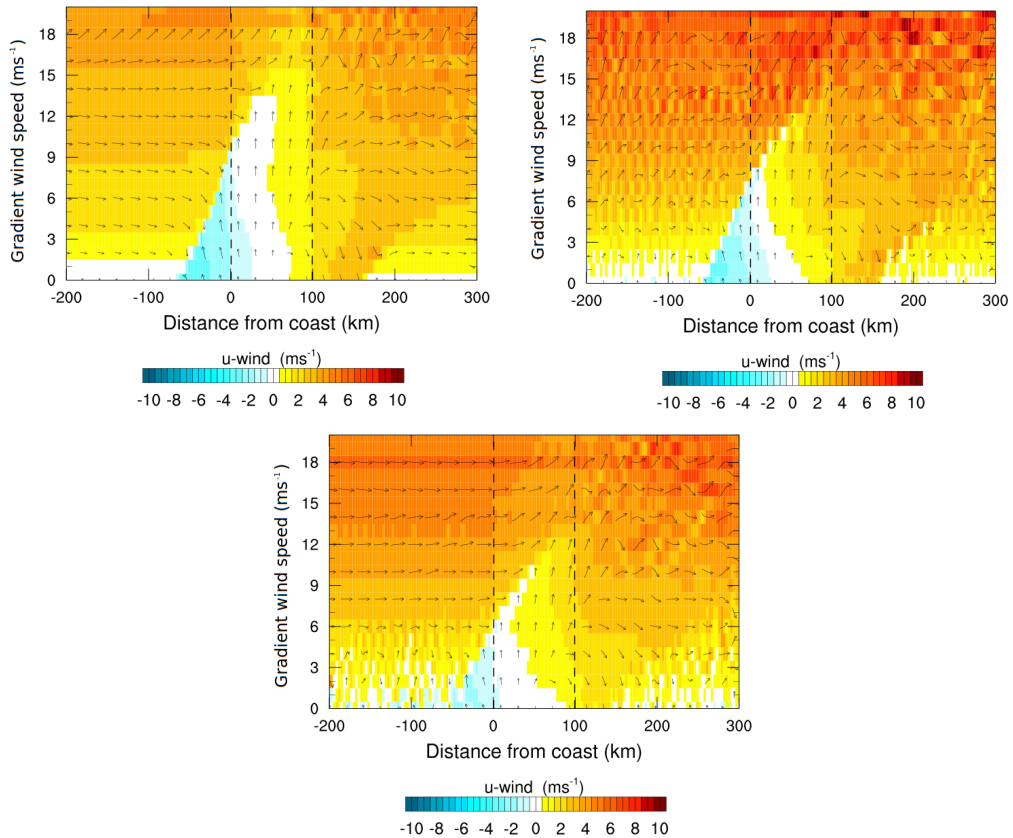 Gradient wind speed (ms⁻¹)
18
15
12
9
6
3
0
-200 -100 0 100 200 300
Distance from coast (km)
u-wind (ms⁻¹)
-10 -8 -6 -4 -2 0 2 4 6 8 10
Gradient wind speed (ms⁻¹)
18
15
12
9
6
3
0
-200 -100 0 100 200 300
Distance from coast (km)
u-wind (ms⁻¹)
-10 -8 -6 -4 -2 0 2 4 6 8 10
Gradient wind speed (ms⁻¹)
18
15
12
9
6
3
0
-200 -100 0 100 200 300
Distance from coast (km)
u-wind (ms⁻¹)
-10 -8 -6 -4 -2 0 2 4 6 8 10